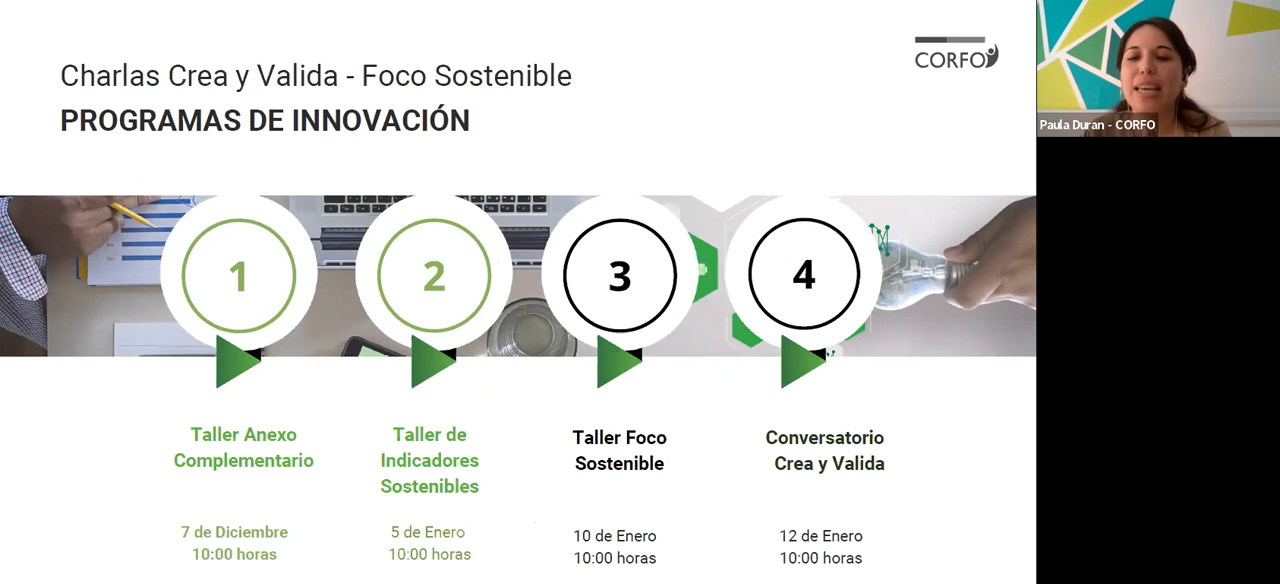 Charlas Crea y Valida - Foco Sostenible
PROGRAMAS DE INNOVACIÓN
CORFO
Paula Duran - CORFO
1
2
3
4
Taller Anexo
Complementario
7 de Diciembre
10:00 horas
Taller de
Indicadores
Sostenibles
5 de Enero
10:00 horas
Taller Foco
Sostenible
10 de Enero
10:00 horas
Conversatorio
Crea y Valida
12 de Enero
10:00 horas